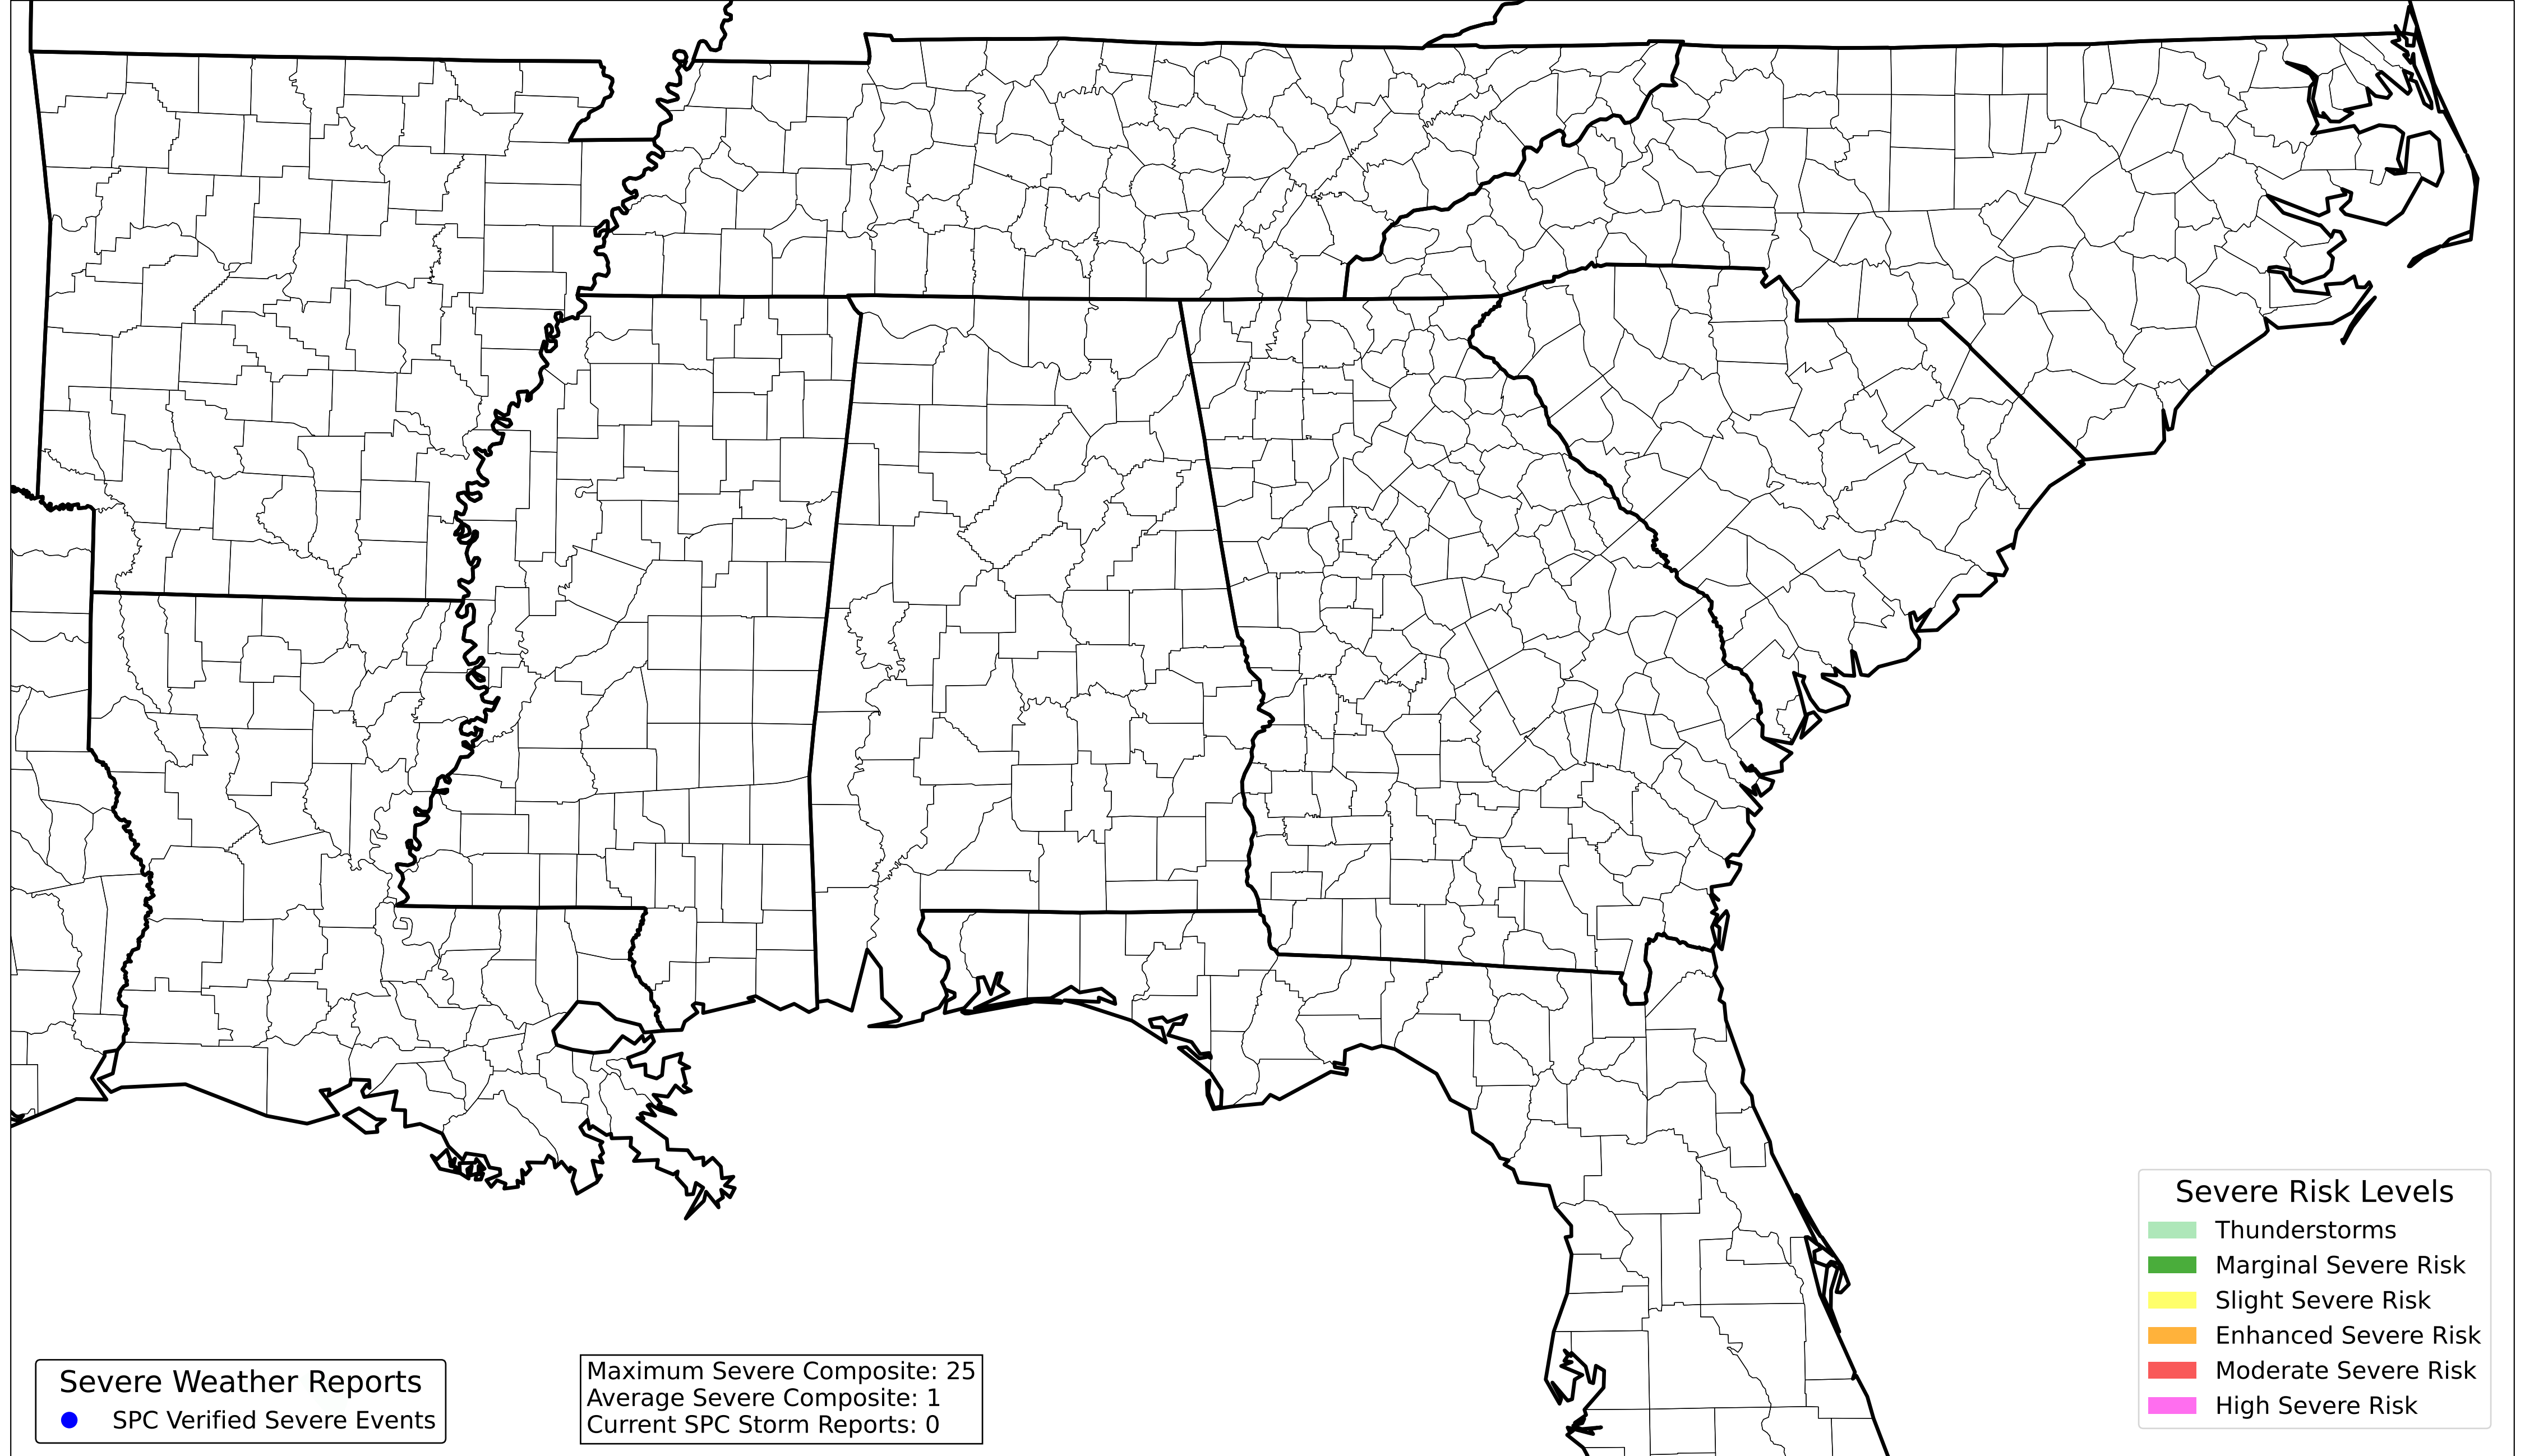 Severe Weather Reports
SPC Verified Severe Events
Maximum Severe Composite: 25
Average Severe Composite: 1
Current SPC Storm Reports: 0
Severe Risk Levels
Thunderstorms
Marginal Severe Risk
Slight Severe Risk
Enhanced Severe Risk
Moderate Severe Risk
High Severe Risk